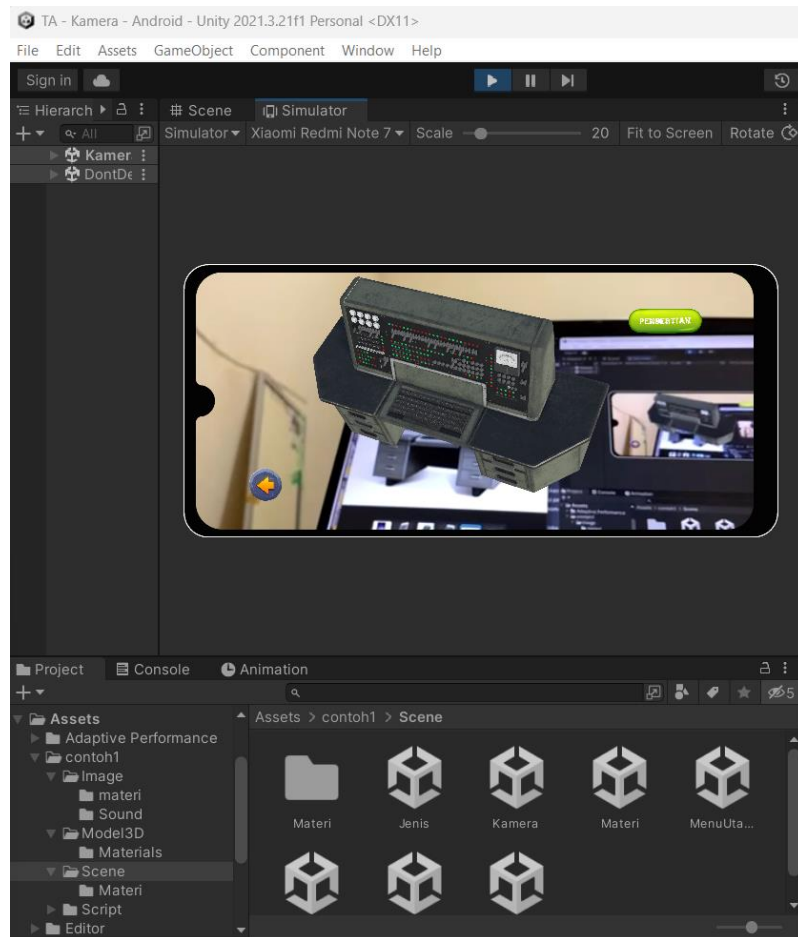 TA - Kamera - Android - Unity 2021.3.21f1 Personal <DX11>
File Edit Assets GameObject Component Window Help
Sign in
Hierarch
# Scene
Simulator
All
Simulator Xiaomi Redmi Note 7 Scale 20 Fit to Screen Rotate
Kamer
DontDe
PENGERTIAN
Project
Console
Animation
5
Assets
Adaptive Performance
contoh1
Image
materi
Sound
Model3D
Materials
Scene
Materi
Script
Editor
Assets > contoh1 > Scene
Materi
Jenis
Kamera
Materi
MenuUta...